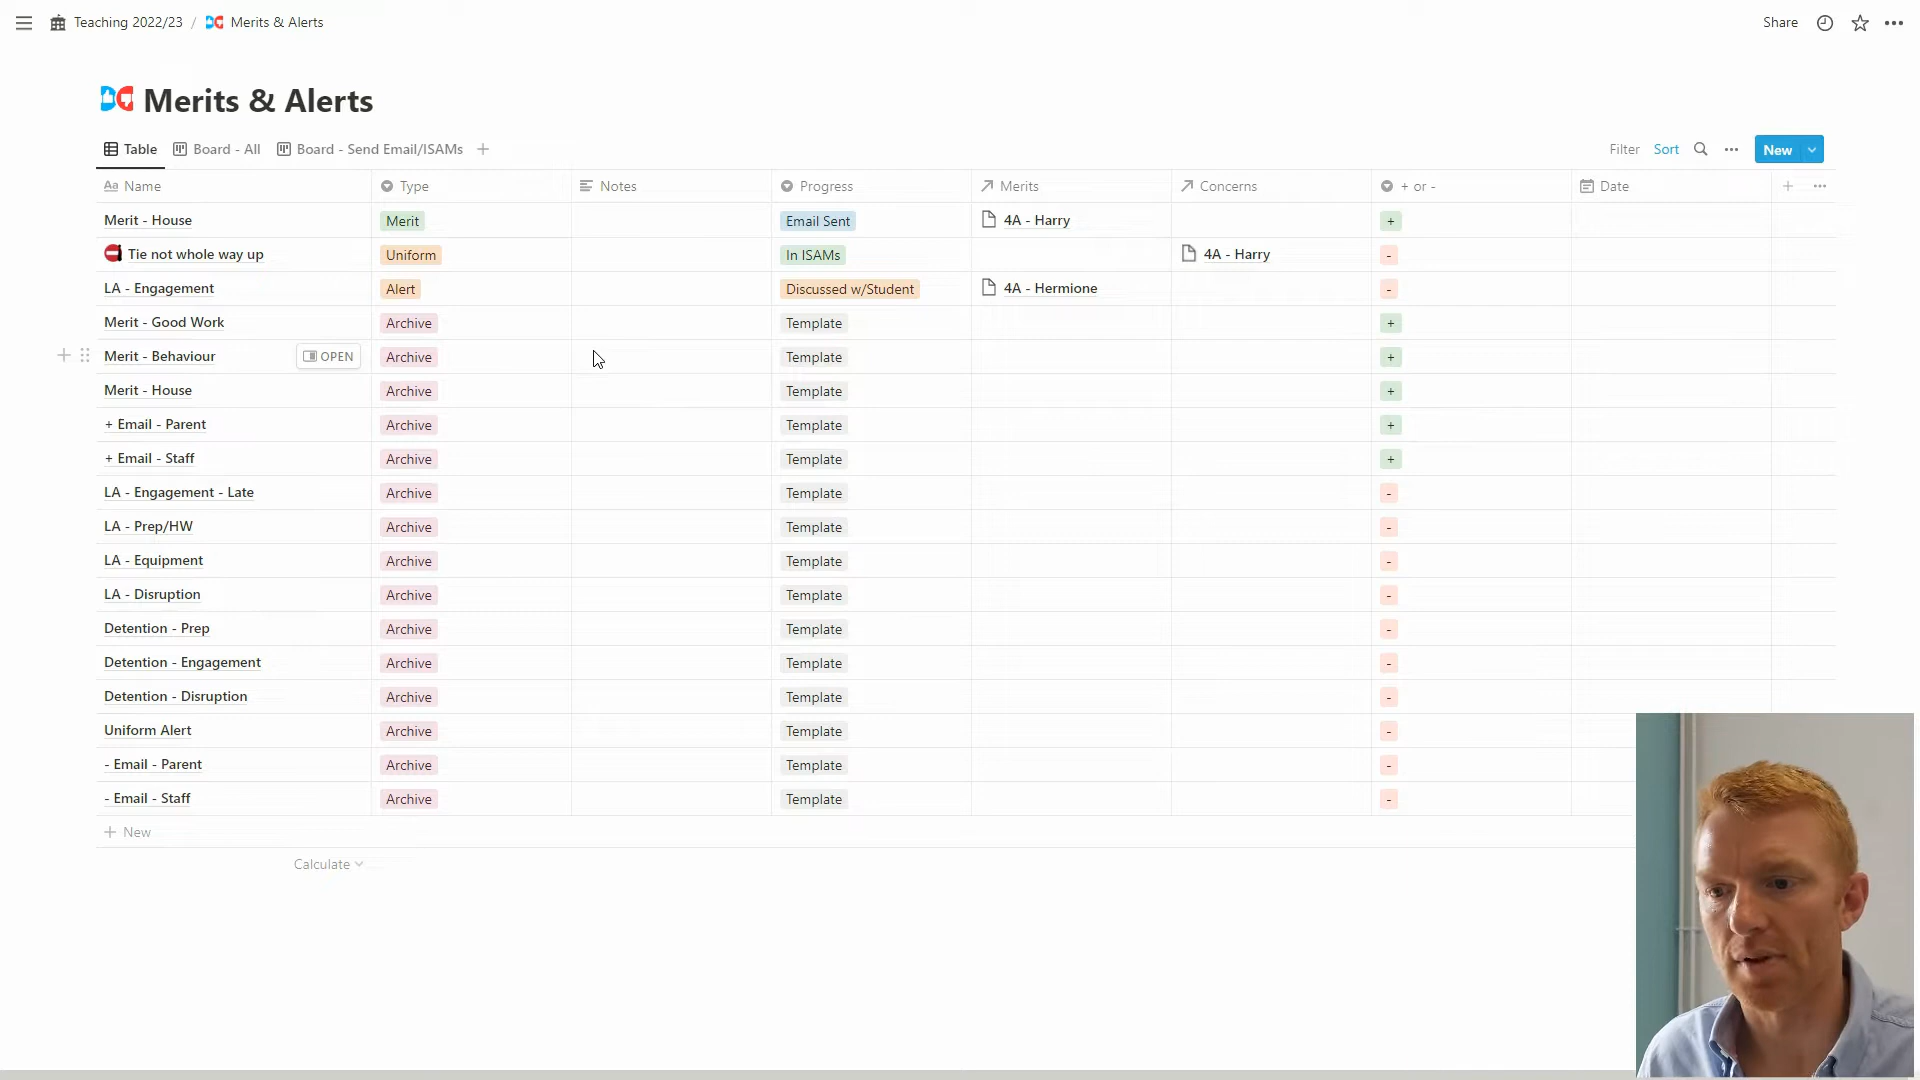 Teaching 2022/23 / Merits & Alerts Share
Merits & Alerts
Table Board - All Board - Send Email/ISAMs Filter Sort New
Aa Name Type Notes Progress Merits Concerns + or - Date
Merit - House Merit Email Sent 4A - Harry +
Tie not whole way up Uniform In ISAMs 4A - Harry -
LA - Engagement Alert Discussed w/Student 4A - Hermione -
Merit - Good Work Archive Template +
Merit - Behaviour OPEN Archive Template +
Merit - House Archive Template +
+ Email - Parent Archive Template +
+ Email - Staff Archive Template +
LA - Engagement - Late Archive Template -
LA - Prep/HW Archive Template -
LA - Equipment Archive Template -
LA - Disruption Archive Template -
Detention - Prep Archive Template -
Detention - Engagement Archive Template -
Detention - Disruption Archive Template -
Uniform Alert Archive Template -
- Email - Parent Archive Template -
- Email - Staff Archive Template -
+ New
Calculate